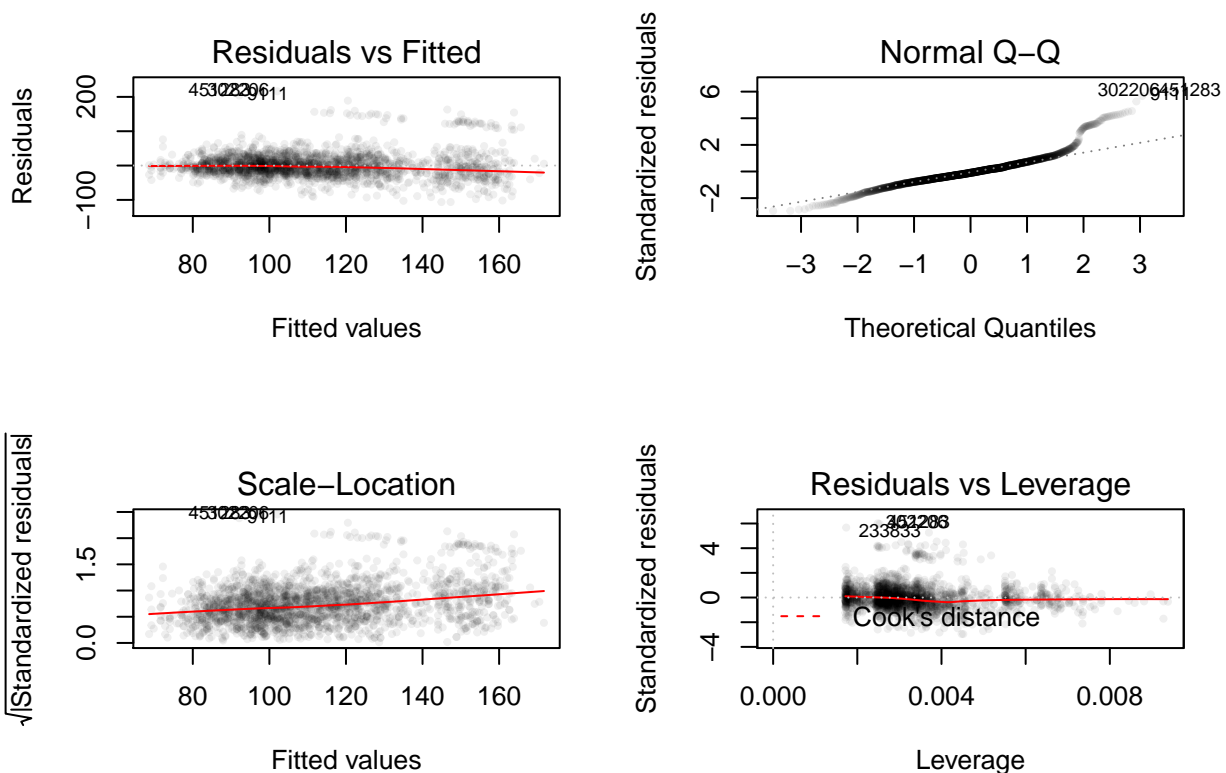 Residuals vs Fitted
Residuals
200
−100
9111
80 100 120 140 160
Fitted values
Normal Q−Q
Standardized residuals
6
2
−2
302206451283
−3 −2 −1 0 1 2 3
Theoretical Quantiles
Scale−Location
√|Standardized residuals|
1.5
0.0
9111
80 100 120 140 160
Fitted values
Residuals vs Leverage
Standardized residuals
4
0
−4
233833
Cook's distance
0.000 0.004 0.008
Leverage